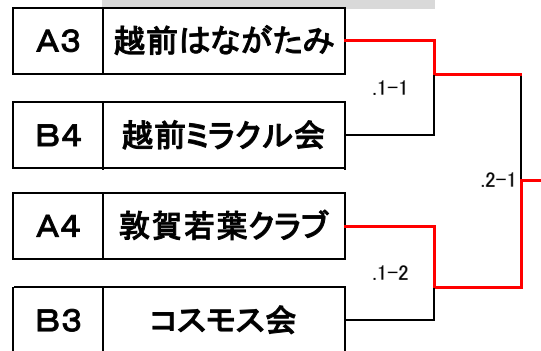 A3 越前はながたみ
.1-1
B4 越前ミラクル会
.2-1
A4 敦賀若葉クラブ
.1-2
B3 コスモス会